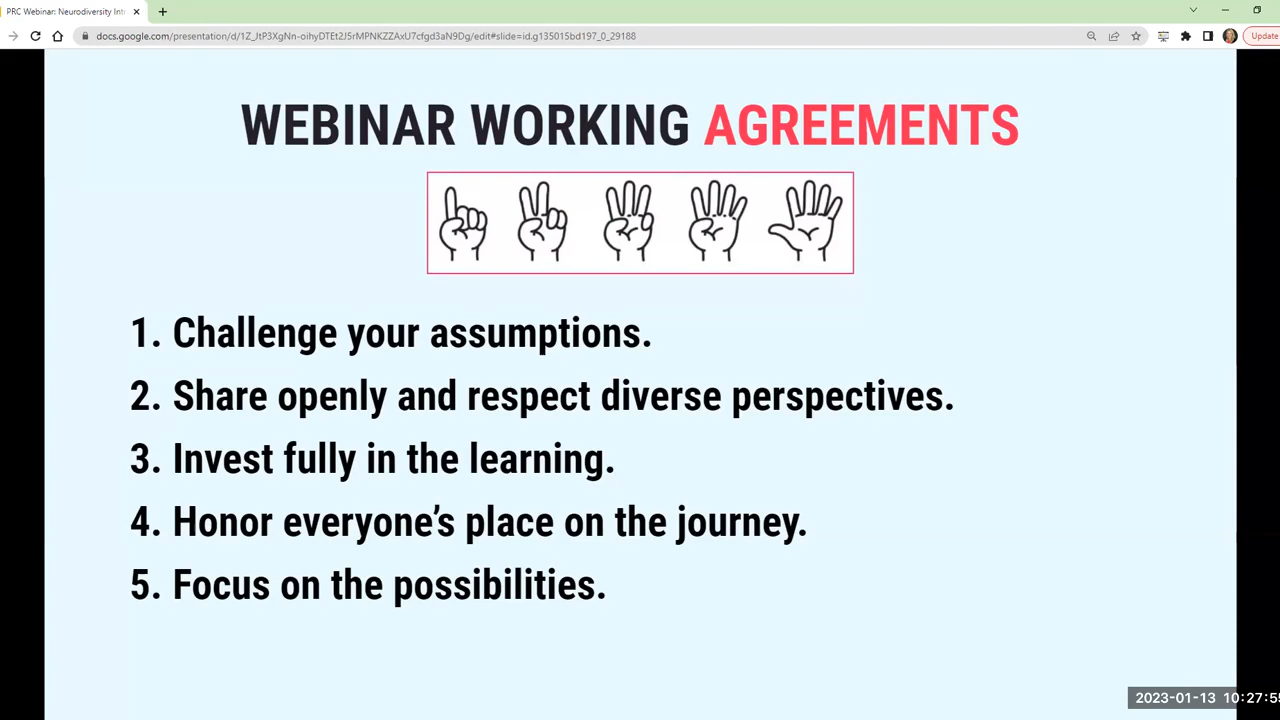 PRC Webinar: Neurodiversity Int
docs.google.com/presentation/d/1Z_JtP3XgNn-oihyDTEt2J5rMPNKZZAxU7cfgd3aN9Dg/edit#slide=id.g135015bd197_0_29188
Update
WEBINAR WORKING AGREEMENTS
1. Challenge your assumptions.
2. Share openly and respect diverse perspectives.
3. Invest fully in the learning.
4. Honor everyone’s place on the journey.
5. Focus on the possibilities.
2023-01-13 10:27:55